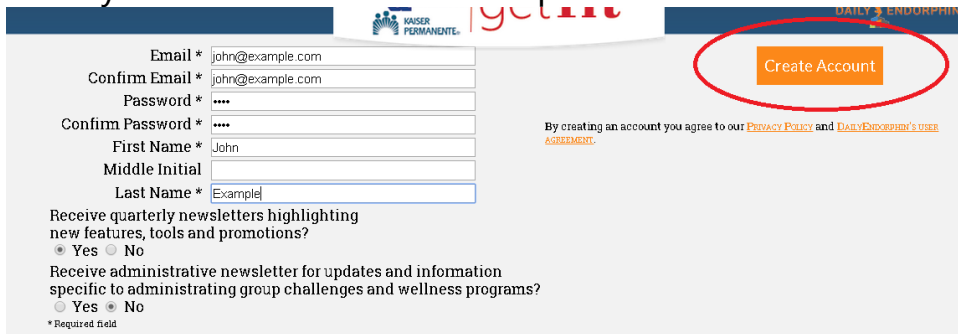 KAISER
PERMANENTE®
get fit
DAILY ENDORPHIN
Email * john@example.com
Confirm Email * john@example.com
Password * ••••
Confirm Password * ••••
First Name * John
Middle Initial
Last Name * Example
Receive quarterly newsletters highlighting
new features, tools and promotions?
Yes No
Receive administrative newsletter for updates and information
specific to administrating group challenges and wellness programs?
Yes No
* Required field
Create Account
By creating an account you agree to our PRIVACY POLICY and DAILYENDORPHIN'S USER
AGREEMENT.